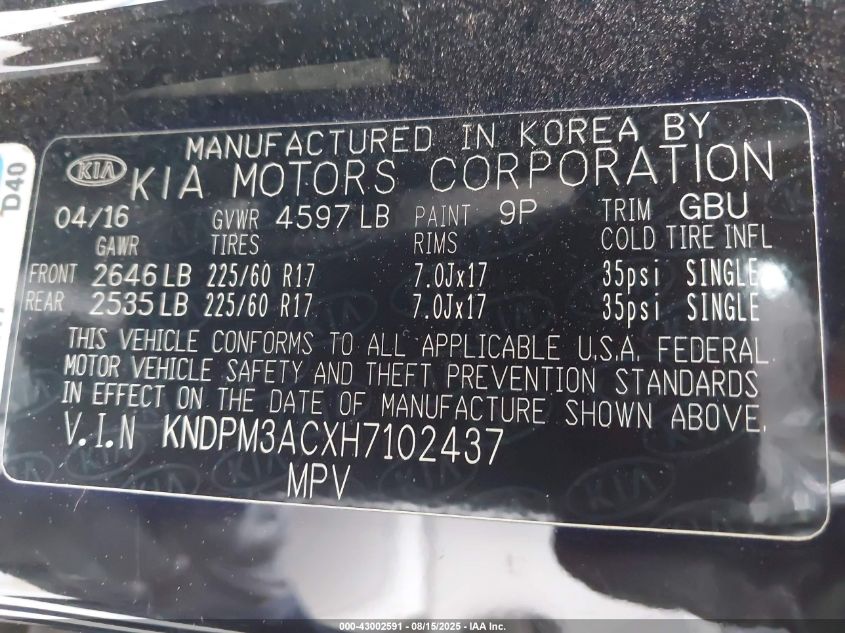 D40
MANUFACTURED IN KOREA BY
KIA KIA MOTORS CORPORATION
04/16 GVWR 4597 LB PAINT 9P TRIM GBU
GAWR TIRES RIMS COLD TIRE INFL
FRONT 2646 LB 225/60 R17 7.0Jx17 35psi SINGLE
REAR 2535 LB 225/60 R17 7.0Jx17 35psi SINGLE
THIS VEHICLE CONFORMS TO ALL APPLICABLE U.S.A. FEDERAL
MOTOR VEHICLE SAFETY AND THEFT PREVENTION STANDARDS
IN EFFECT ON THE DATE OF MANUFACTURE SHOWN ABOVE.
V.I.N KNDPM3ACXH7102437
MPV
000-43002591 - 08/15/2025 - IAA Inc.